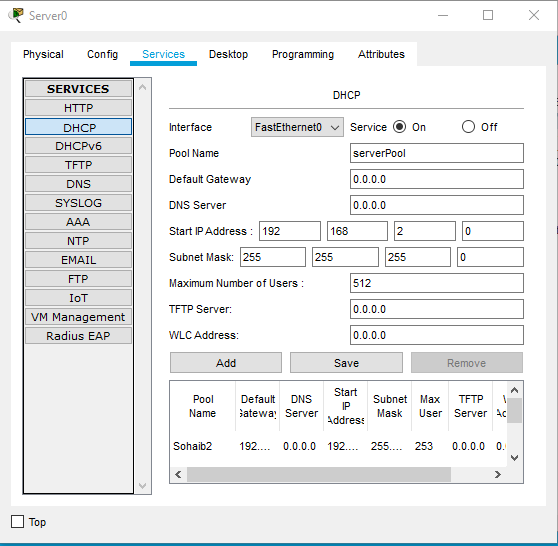 Server0
Physical Config Services Desktop Programming Attributes
SERVICES
HTTP
DHCP
DHCPv6
TFTP
DNS
SYSLOG
AAA
NTP
EMAIL
FTP
IoT
VM Management
Radius EAP
DHCP
Interface FastEthernet0 Service On Off
Pool Name serverPool
Default Gateway 0.0.0.0
DNS Server 0.0.0.0
Start IP Address : 192 168 2 0
Subnet Mask: 255 255 255 0
Maximum Number of Users : 512
TFTP Server: 0.0.0.0
WLC Address: 0.0.0.0
Add Save Remove
Pool Name Default Gateway DNS Server Start IP Address Subnet Mask Max User TFTP Server
Sohaib2 192.... 0.0.0.0 192.... 255.... 253 0.0.0.0 0.
Top